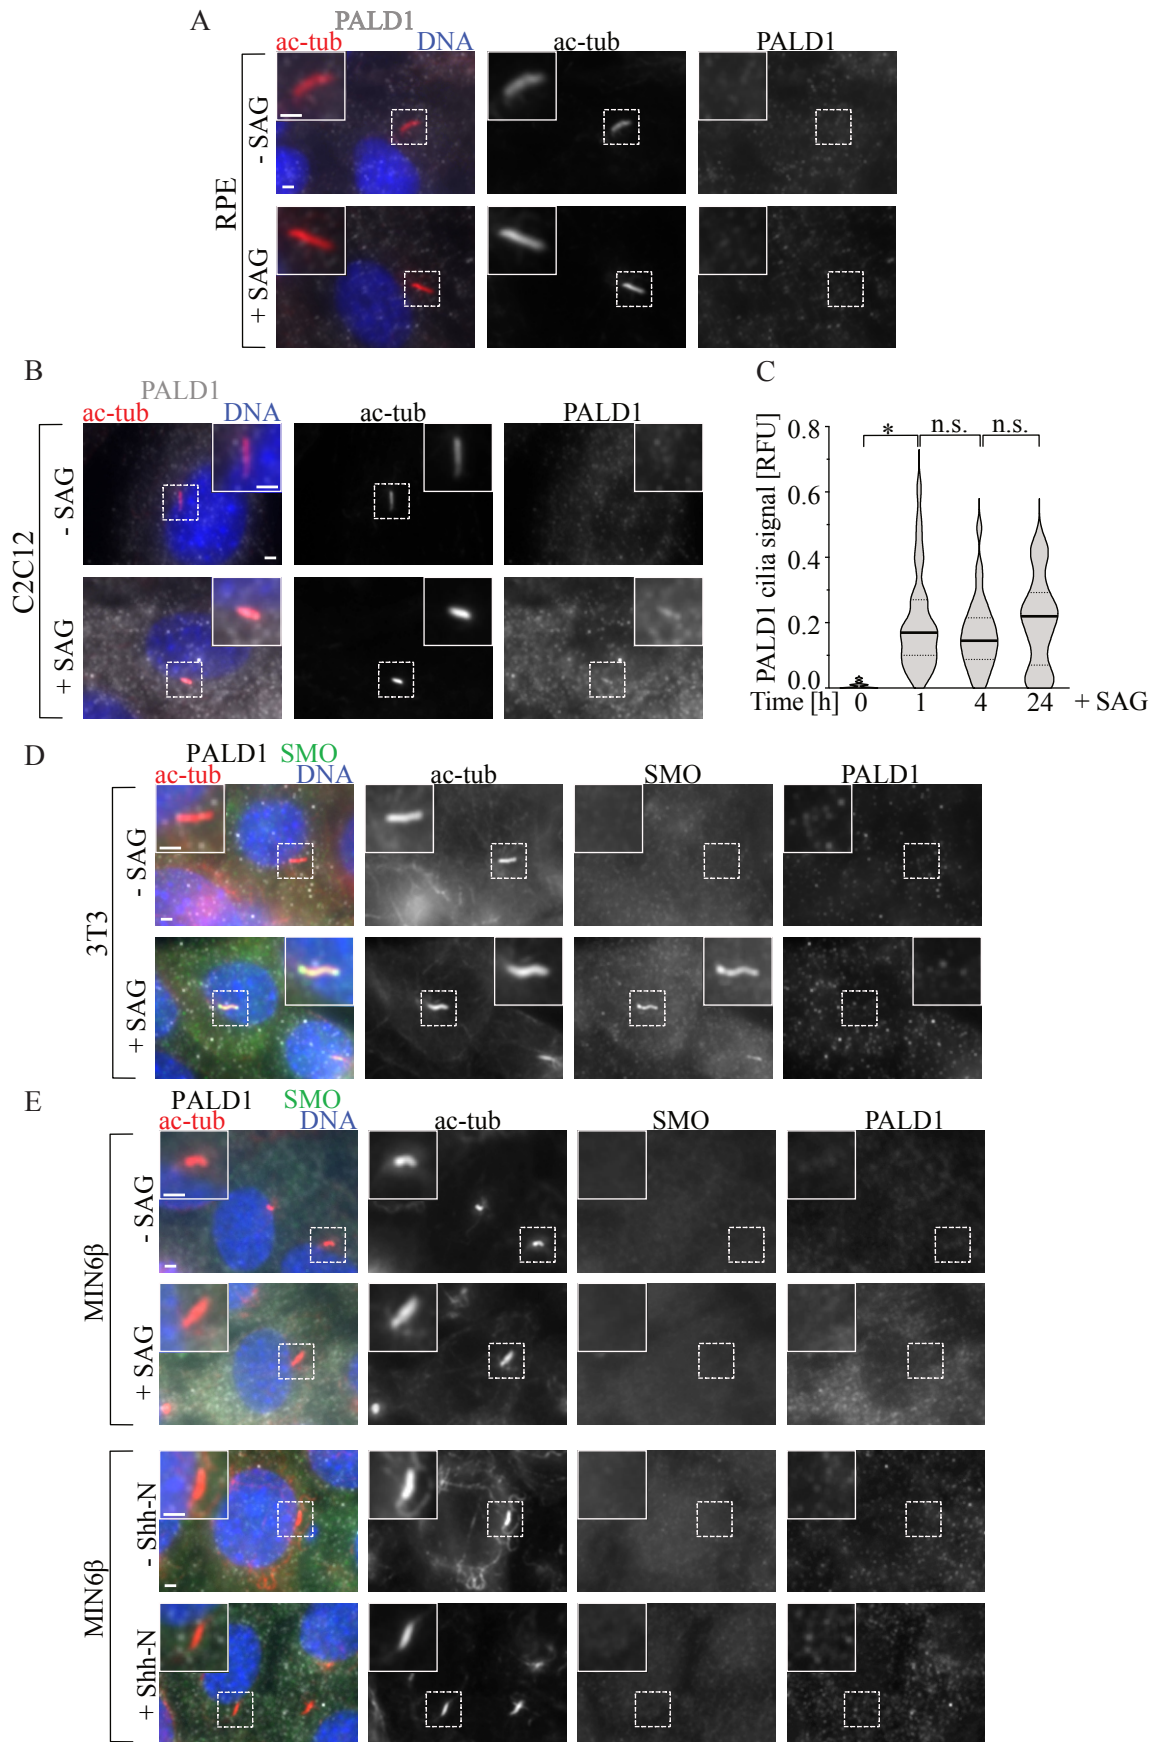 A
PALD1
ac-tub DNA ac-tub PALD1
RPE
- SAG
+ SAG
B
PALD1
ac-tub DNA ac-tub PALD1
C2C12
- SAG
+ SAG
C
PALD1 cilia signal [RFU]
* n.s. n.s.
0.8
0.6
0.4
0.2
0.0
Time [h] 0 1 4 24 + SAG
D
PALD1 SMO
ac-tub DNA ac-tub SMO PALD1
3T3
- SAG
+ SAG
E
PALD1 SMO
ac-tub DNA ac-tub SMO PALD1
MIN6β
- SAG
+ SAG
MIN6β
- Shh-N
+ Shh-N